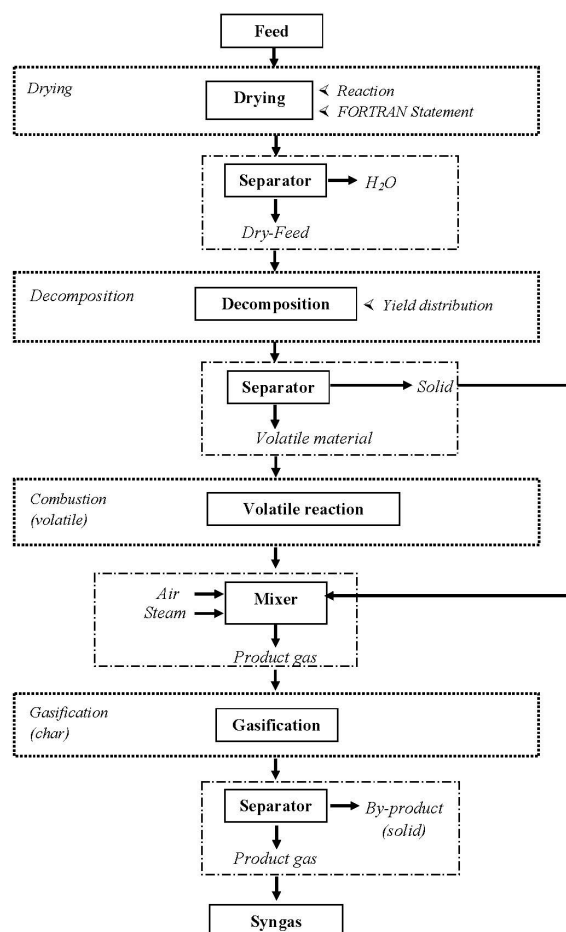 Feed
Drying
Drying
Reaction
FORTRAN Statement
Separator
H₂O
Dry-Feed
Decomposition
Decomposition
Yield distribution
Separator
Solid
Volatile material
Combustion
(volatile)
Volatile reaction
Air
Steam
Mixer
Product gas
Gasification
(char)
Gasification
Separator
By-product
(solid)
Product gas
Syngas